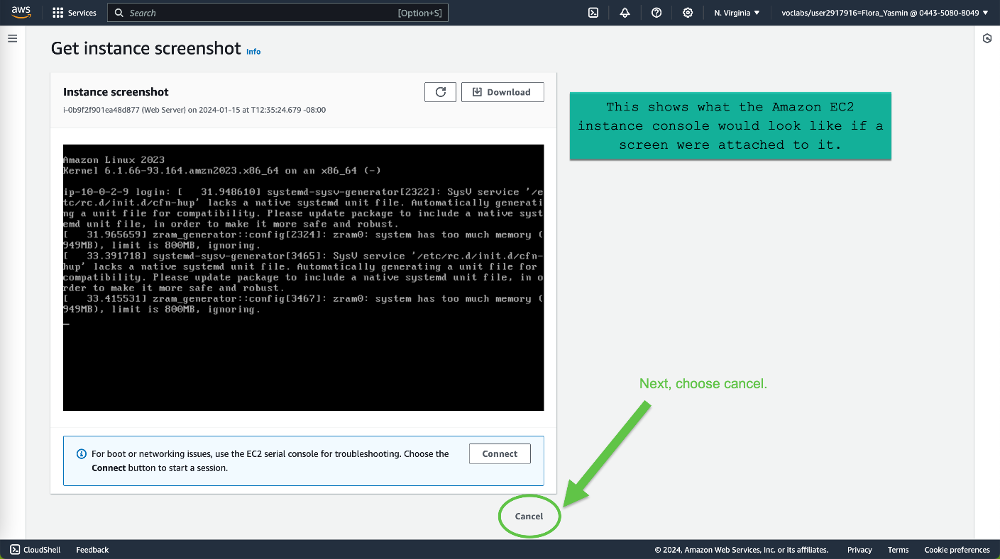 aws
Services
Search
[Option+S]
N. Virginia
voclabs/user2917916=Flora_Yasmin @ 0443-5080-8049
Get instance screenshot Info
Instance screenshot
Download
i-0b9f2f901ea48d877 (Web Server) on 2024-01-15 at T12:35:24.679 -08:00
This shows what the Amazon EC2
instance console would look like if a
screen were attached to it.
Amazon Linux 2023
Kernel 6.1.66-93.164.amzn2023.x86_64 on an x86_64 (-)
ip-10-0-2-9 login: [   31.948610] systemd-sysv-generator[2322]: SysV service '/e
tc/rc.d/init.d/cfn-hup' lacks a native systemd unit file. Automatically generati
ng a unit file for compatibility. Please update package to include a native syst
emd unit file, in order to make it more safe and robust.
[   31.965659] zram_generator::config[2324]: zram0: system has too much memory (
949MB), limit is 800MB, ignoring.
[   33.391718] systemd-sysv-generator[3465]: SysV service '/etc/rc.d/init.d/cfn-
hup' lacks a native systemd unit file. Automatically generating a unit file for
compatibility. Please update package to include a native systemd unit file, in o
rder to make it more safe and robust.
[   33.415531] zram_generator::config[3467]: zram0: system has too much memory (
949MB), limit is 800MB, ignoring.
Next, choose cancel.
For boot or networking issues, use the EC2 serial console for troubleshooting. Choose the
Connect button to start a session.
Connect
Cancel
CloudShell
Feedback
© 2024, Amazon Web Services, Inc. or its affiliates.
Privacy
Terms
Cookie preferences